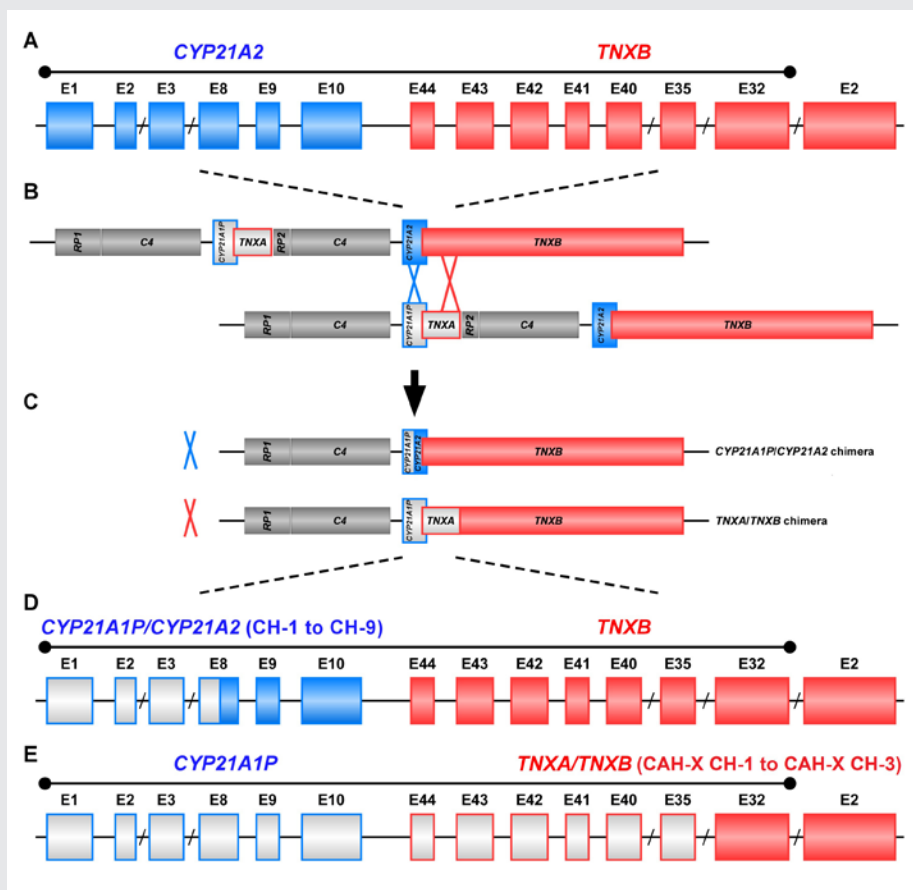 A
CYP21A2 TNXB
E1 E2 E3 E8 E9 E10 E44 E43 E42 E41 E40 E35 E32 E2
B
RP1 C4 CYP21A1P TNXA RP2 C4 CYP21A2 TNXB
RP1 C4 CYP21A1P TNXA RP2 C4 CYP21A2 TNXB
C
RP1 C4 CYP21A1P CYP21A2 TNXB CYP21A1P/CYP21A2 chimera
RP1 C4 CYP21A1P TNXA TNXB TNXA/TNXB chimera
D
CYP21A1P/CYP21A2 (CH-1 to CH-9) TNXB
E1 E2 E3 E8 E9 E10 E44 E43 E42 E41 E40 E35 E32 E2
E
CYP21A1P TNXA/TNXB (CAH-X CH-1 to CAH-X CH-3)
E1 E2 E3 E8 E9 E10 E44 E43 E42 E41 E40 E35 E32 E2